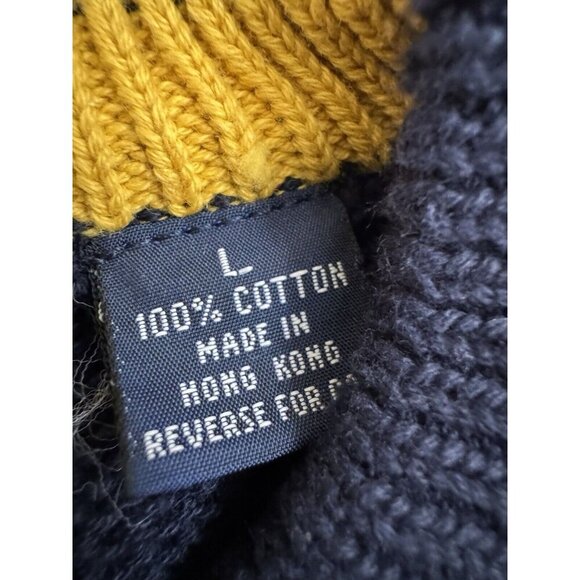 L
100% COTTON
MADE IN
HONG KONG
REVERSE FOR